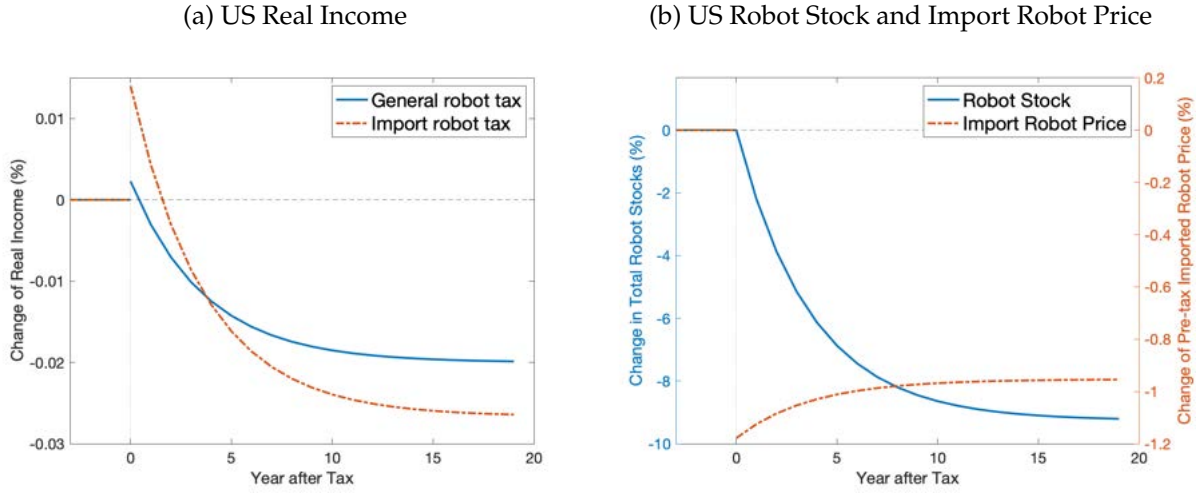 (a) US Real Income
General robot tax
Import robot tax
Change of Real Income (%)
0.01
0
-0.01
-0.02
-0.03
0
5
10
15
20
Year after Tax
(b) US Robot Stock and Import Robot Price
Robot Stock
Import Robot Price
Change in Total Robot Stocks (%)
0
-2
-4
-6
-8
-10
0
5
10
15
20
Year after Tax
0.2
0
-0.2
-0.4
-0.6
-0.8
-1
-1.2
Change of Pre-tax Imported Robot Price (%)